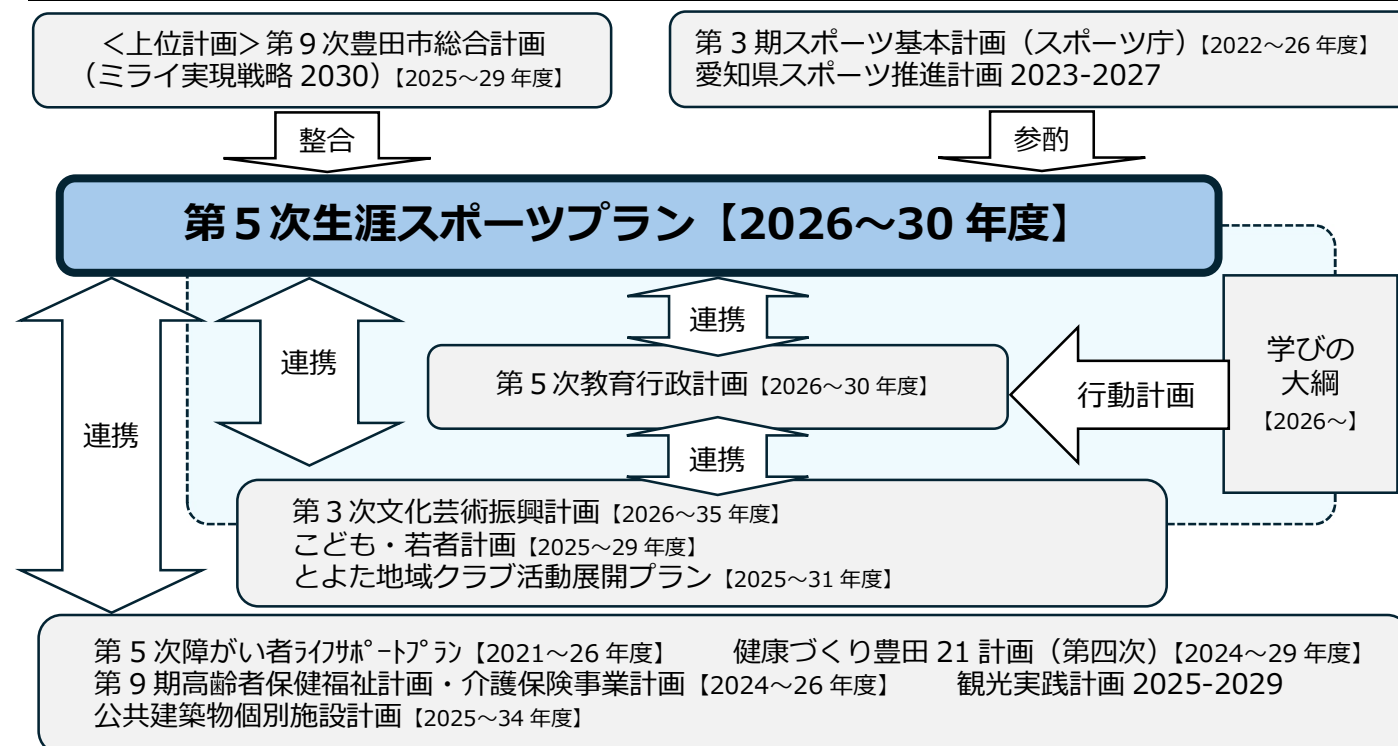 <上位計画>第９次豊田市総合計画
（ミライ実現戦略 2030）【2025～29 年度】
第３期スポーツ基本計画（スポーツ庁）【2022～26 年度】
愛知県スポーツ推進計画 2023-2027
整合
参酌
第５次生涯スポーツプラン【2026～30 年度】
連携
連携
連携
第５次教育行政計画【2026～30 年度】
行動計画
学びの
大綱
【2026～】
連携
第３次文化芸術振興計画【2026～35 年度】
こども・若者計画【2025～29 年度】
とよた地域クラブ活動展開プラン【2025～31 年度】
第５次障がい者ﾗｲﾌｻﾎﾟｰﾄﾌﾟﾗﾝ【2021～26 年度】 健康づくり豊田 21 計画（第四次）【2024～29 年度】
第９期高齢者保健福祉計画・介護保険事業計画【2024～26 年度】 観光実践計画 2025-2029
公共建築物個別施設計画【2025～34 年度】